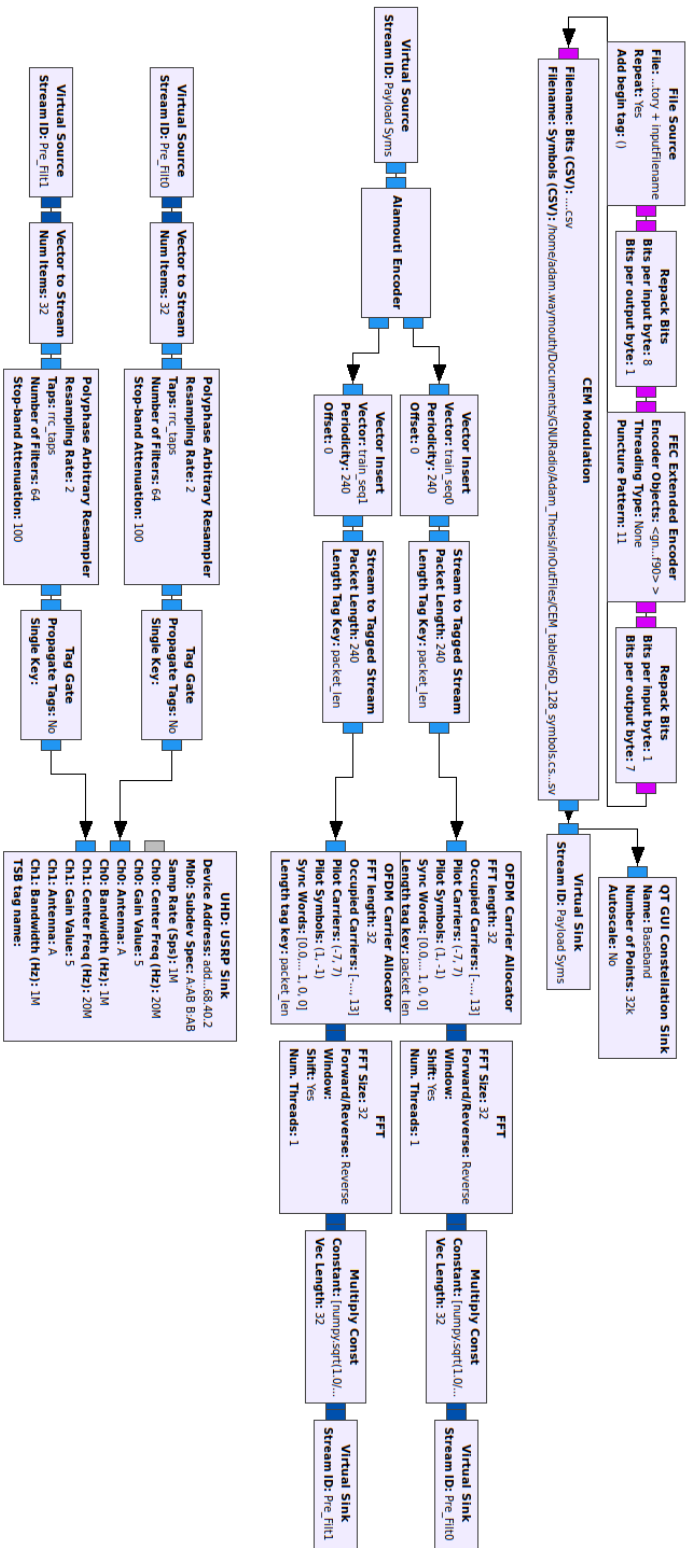 File Source
File: ...tory + inputFilename
Repeat: Yes
Add begin tag: ()
Repack Bits
Bits per input byte: 8
Bits per output byte: 1
FEC Extended Encoder
Encoder Objects: <gn...f90> >
Threading Type: None
Puncture Pattern: 11
Repack Bits
Bits per input byte: 1
Bits per output byte: 7
CEM Modulation
Filename: Bits (CSV): ....csv
Filename: Symbols (CSV): /home/adam.waymouth/Documents/GNURadio/Adam_Thesis/inOutFiles/CEM_tables/6D_128_symbols.cs...sv
QT GUI Constellation Sink
Name: Baseband
Number of Points: 32k
Autoscale: No
Virtual Sink
Stream ID: Payload Syms
Virtual Source
Stream ID: Payload Syms
Alamouti Encoder
Vector Insert
Vector: train_seq0
Periodicity: 240
Offset: 0
Stream to Tagged Stream
Packet Length: 240
Length Tag Key: packet_len
OFDM Carrier Allocator
FFT length: 32
Occupied Carriers: [-..., 13]
Pilot Carriers: (-7, 7)
Pilot Symbols: (1, -1)
Sync Words: [0.0,... 1, 0, 0]
Length tag key: packet_len
FFT
FFT Size: 32
Forward/Reverse: Reverse
Window:
Shift: Yes
Num. Threads: 1
Multiply Const
Constant: [numpy.sqrt(1.0/...
Vec Length: 32
Virtual Sink
Stream ID: Pre_Filt0
Vector Insert
Vector: train_seq1
Periodicity: 240
Offset: 0
Stream to Tagged Stream
Packet Length: 240
Length Tag Key: packet_len
OFDM Carrier Allocator
FFT length: 32
Occupied Carriers: [-..., 13]
Pilot Carriers: (-7, 7)
Pilot Symbols: (1, -1)
Sync Words: [0.0,... 1, 0, 0]
Length tag key: packet_len
FFT
FFT Size: 32
Forward/Reverse: Reverse
Window:
Shift: Yes
Num. Threads: 1
Multiply Const
Constant: [numpy.sqrt(1.0/...
Vec Length: 32
Virtual Sink
Stream ID: Pre_Filt1
Virtual Source
Stream ID: Pre_Filt0
Vector to Stream
Num Items: 32
Polyphase Arbitrary Resampler
Resampling Rate: 2
Taps: rrc_taps
Number of Filters: 64
Stop-band Attenuation: 100
Tag Gate
Propagate Tags: No
Single Key:
Virtual Source
Stream ID: Pre_Filt1
Vector to Stream
Num Items: 32
Polyphase Arbitrary Resampler
Resampling Rate: 2
Taps: rrc_taps
Number of Filters: 64
Stop-band Attenuation: 100
Tag Gate
Propagate Tags: No
Single Key:
UHD: USRP Sink
Device Address: add...68.40.2
Mb0: Subdev Spec: A:AB B:AB
Samp Rate (Sps): 1M
Ch0: Center Freq (Hz): 20M
Ch0: Gain Value: 5
Ch0: Antenna: A
Ch0: Bandwidth (Hz): 1M
Ch1: Center Freq (Hz): 20M
Ch1: Gain Value: 5
Ch1: Antenna: A
Ch1: Bandwidth (Hz): 1M
TSB tag name: